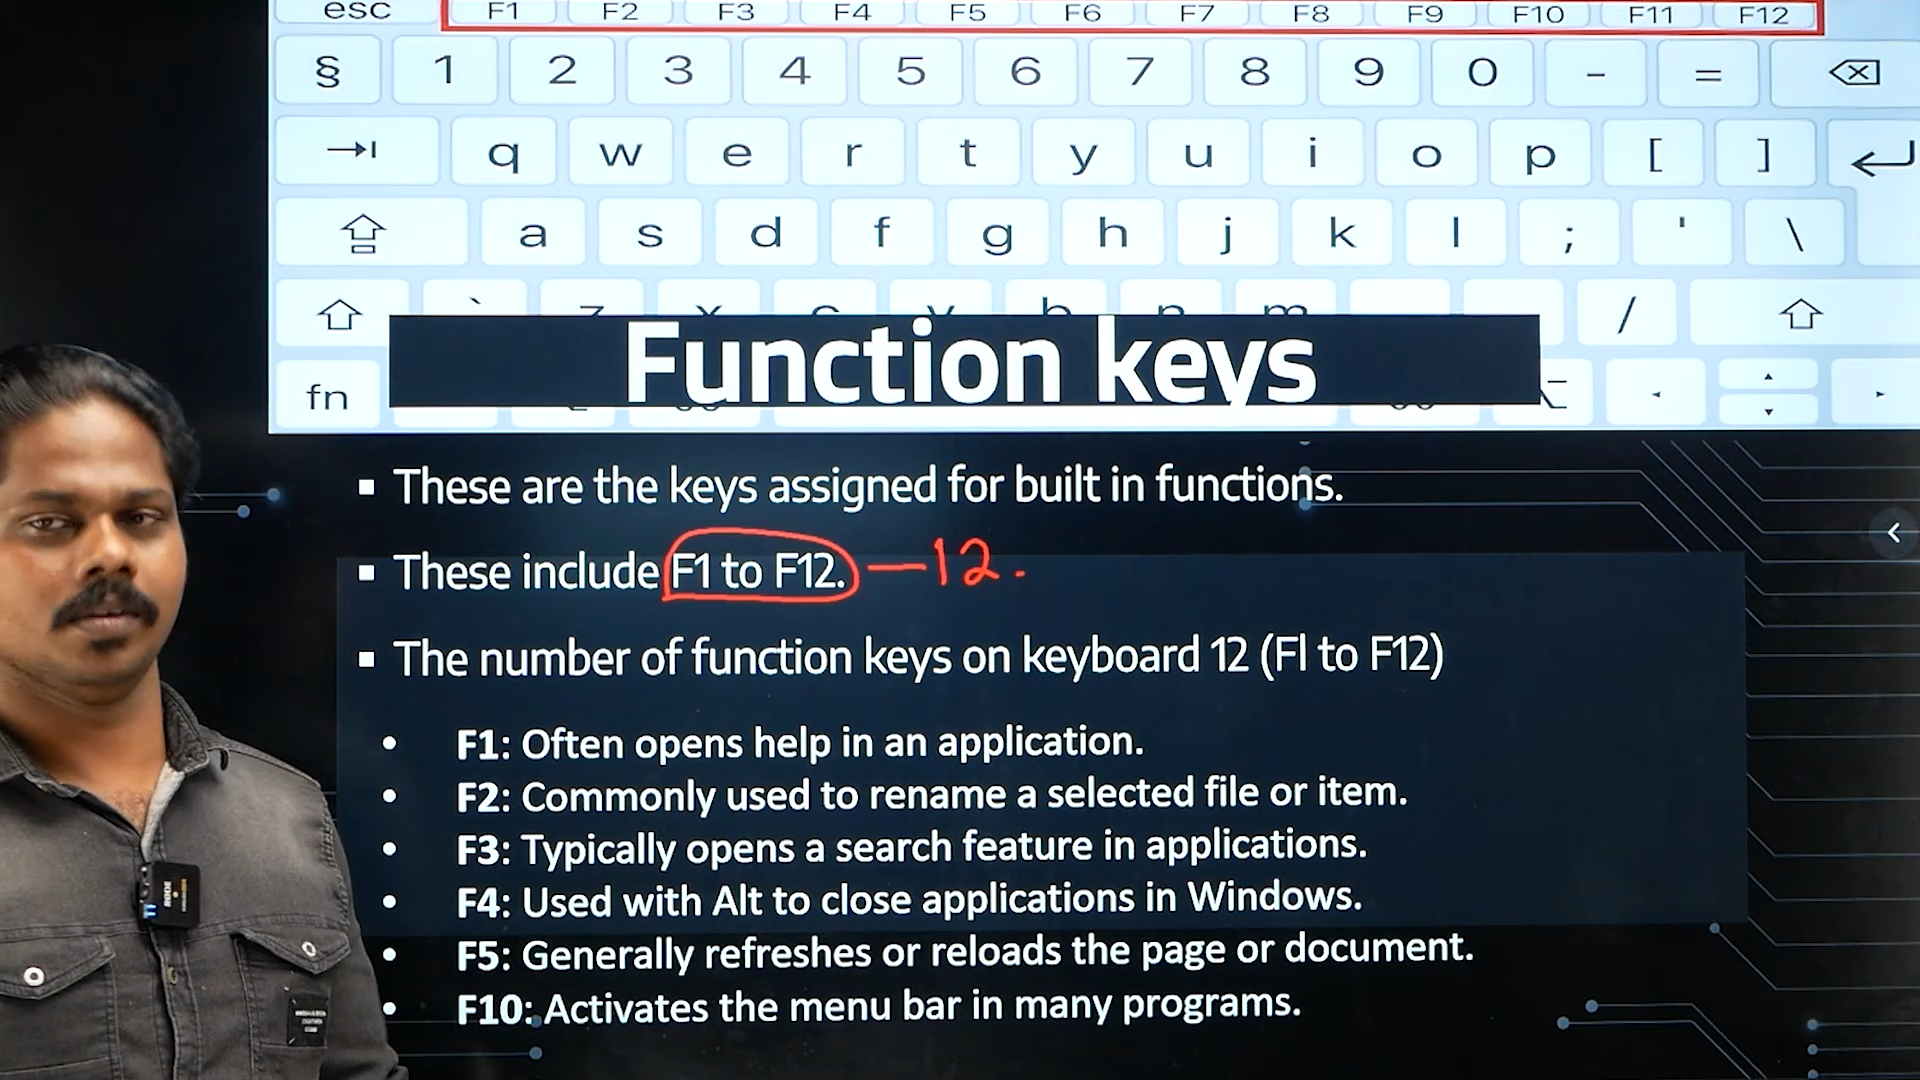 esc F1 F2 F3 F4 F5 F6 F7 F8 F9 F10 F11 F12
§ 1 2 3 4 5 6 7 8 9 0 - =
q w e r t y u i o p [ ]
a s d f g h j k l ; ' \
` z x c v b n m /
fn
Function keys
▪ These are the keys assigned for built in functions.
▪ These include F1 to F12. —12.
▪ The number of function keys on keyboard 12 (Fl to F12)
• F1: Often opens help in an application.
• F2: Commonly used to rename a selected file or item.
• F3: Typically opens a search feature in applications.
• F4: Used with Alt to close applications in Windows.
• F5: Generally refreshes or reloads the page or document.
• F10: Activates the menu bar in many programs.
RODE